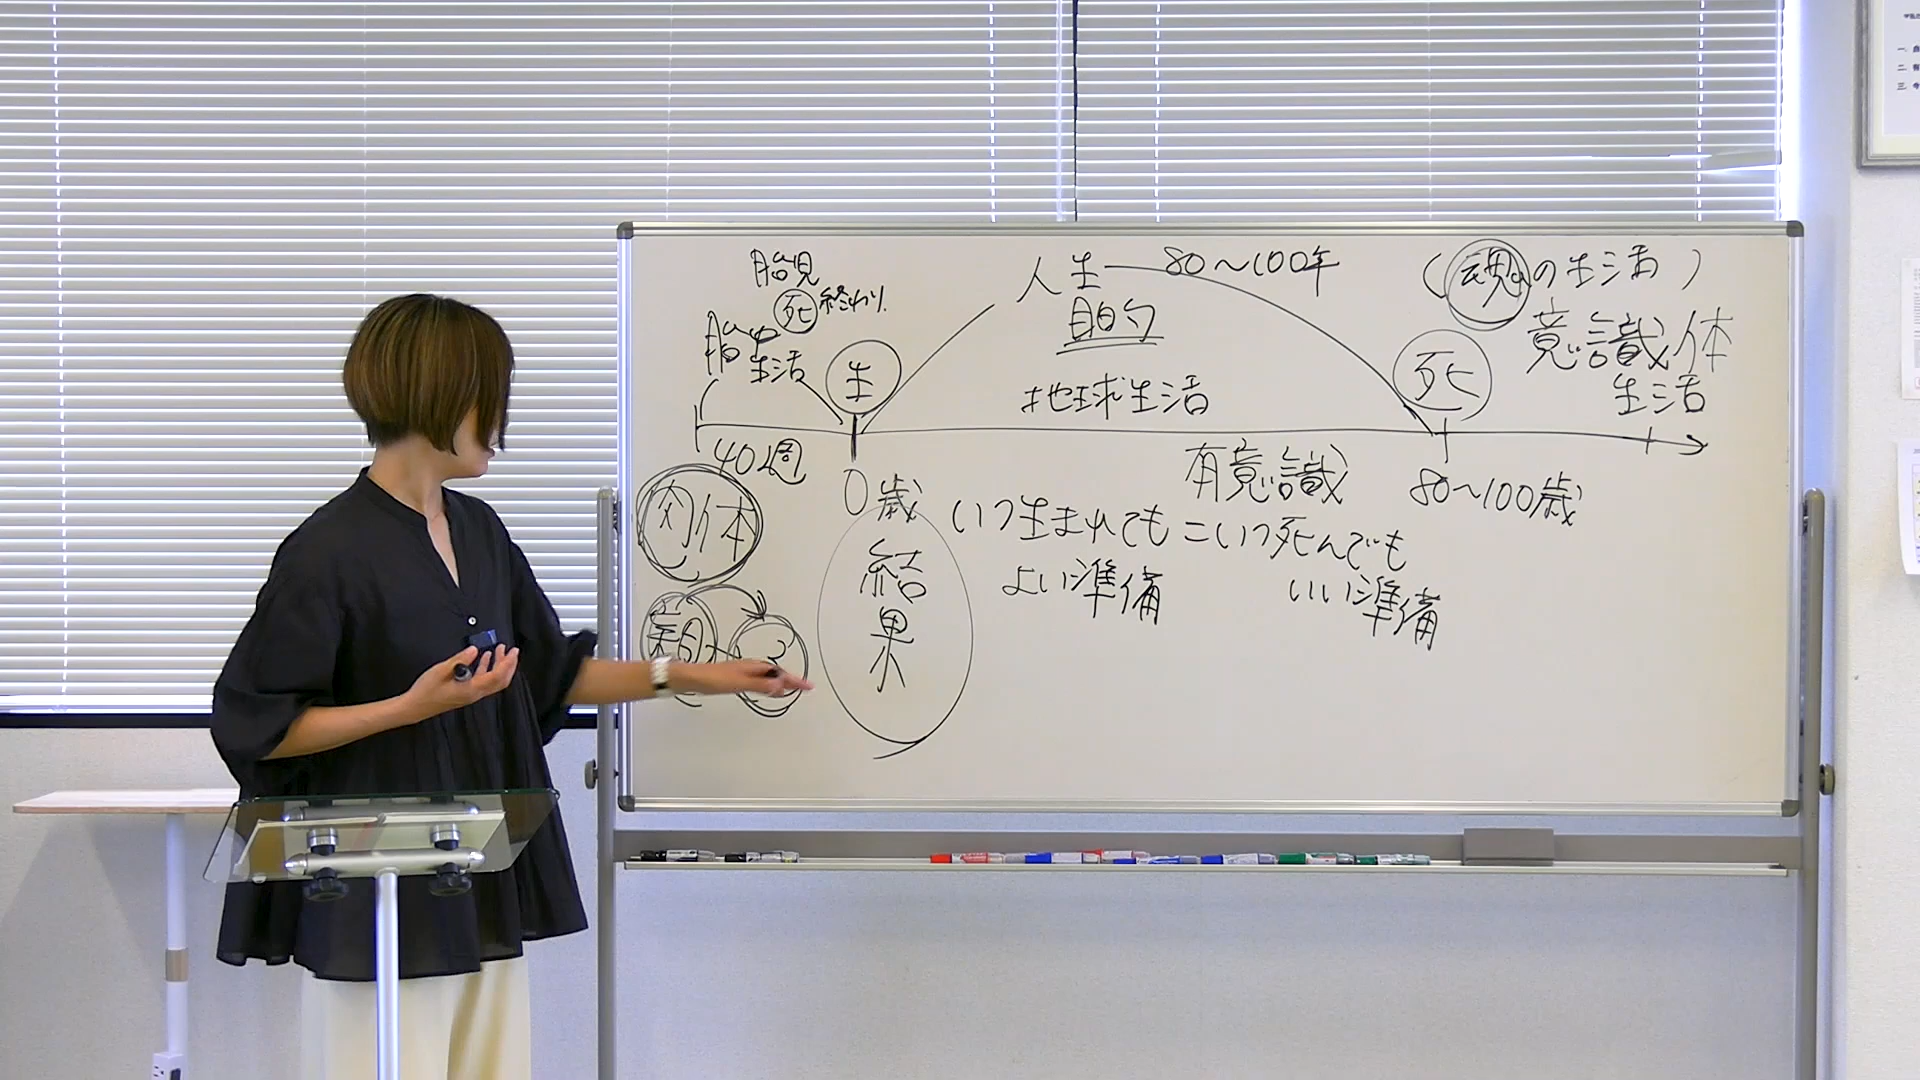 胎児
死 終わり
胎中
生活
生
人生 80〜100年
目的
地球生活
(魂の生活)
死
意識体
生活
40週
0歳
有意識
80〜100歳
肉体
結果
いつ生まれても
よい準備
いつ死んでも
いい準備
親
子